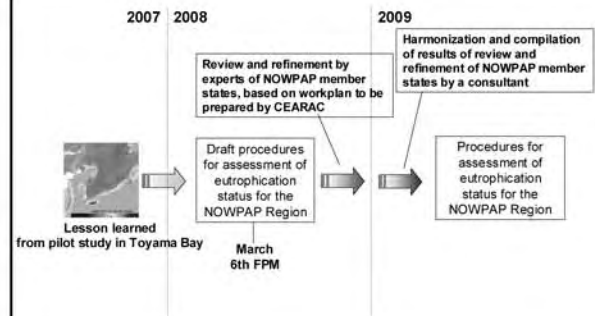 2007
2008
2009
Review and refinement by
experts of NOWPAP member
states, based on workplan to be
prepared by CEARAC
Harmonization and compilation
of results of review and
refinement of NOWPAP member
states by a consultant
Lesson learned
from pilot study in Toyama Bay
Draft procedures
for assessment of
eutrophication
status for the
NOWPAP Region
March
6th FPM
Procedures for
assessment of
eutrophication
status for the
NOWPAP Region